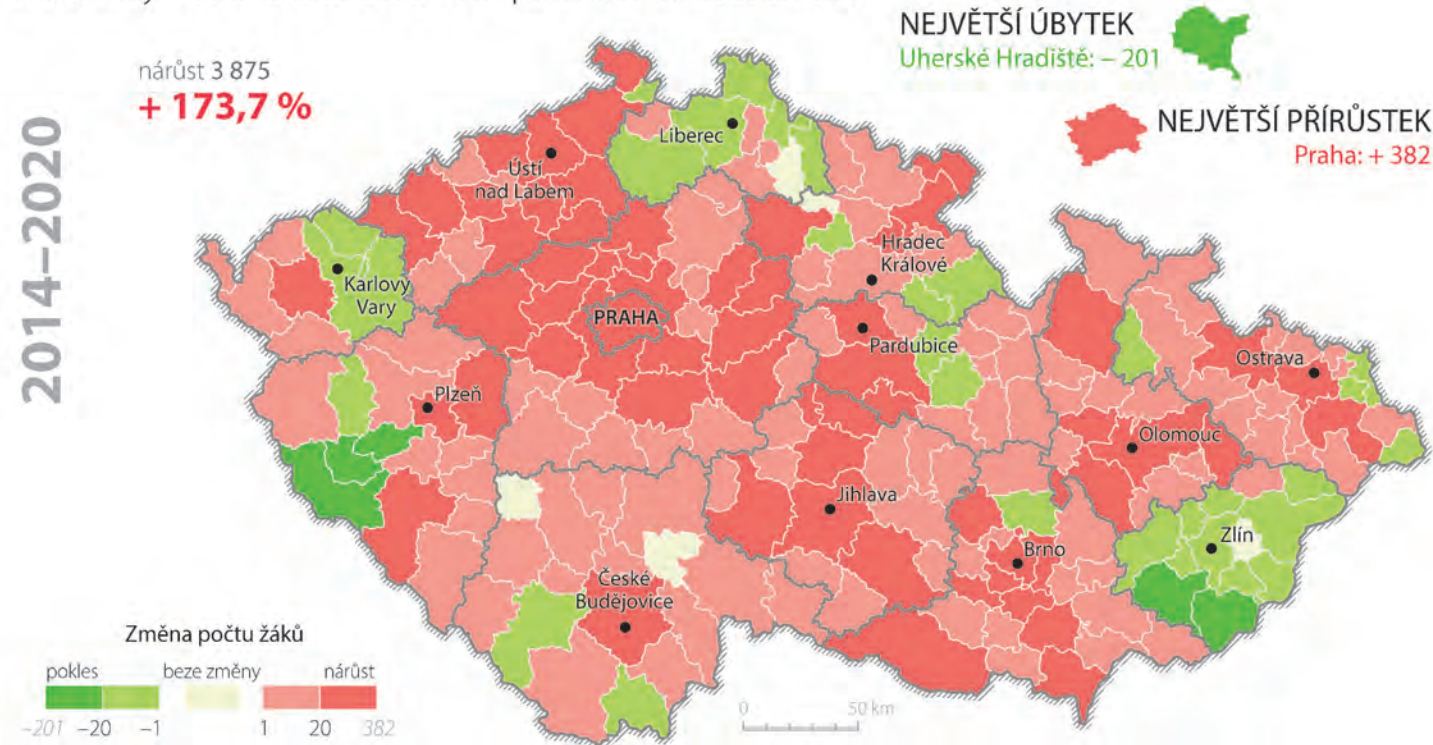 NEJVĚTŠÍ ÚBYTEK
Uherské Hradiště: – 201
nárůst 3 875
+ 173,7 %
NEJVĚTŠÍ PŘÍRŮSTEK
Praha: + 382
2014–2020
Liberec
Ústí
nad Labem
Karlovy
Vary
Hradec
Králové
PRAHA
Pardubice
Plzeň
Ostrava
Olomouc
Jihlava
Brno
Zlín
České
Budějovice
Změna počtu žáků
pokles beze změny nárůst
–201 –20 –1 1 20 382
0 50 km